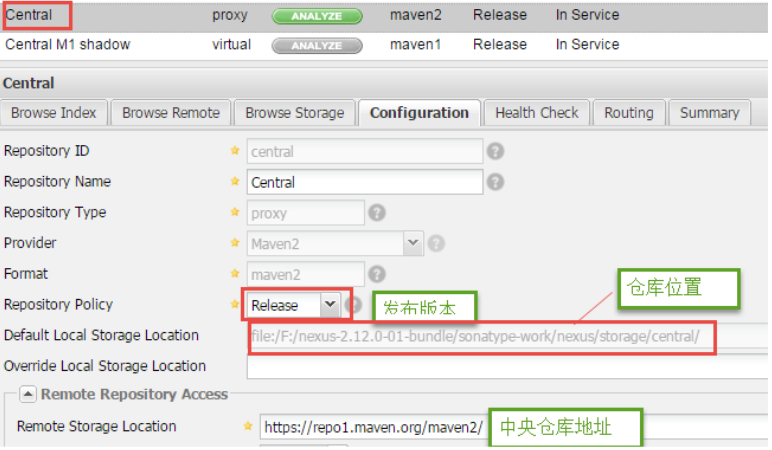 Central proxy ANALYZE maven2 Release In Service
Central M1 shadow virtual ANALYZE maven1 Release In Service
Central
Browse Index Browse Remote Browse Storage Configuration Health Check Routing Summary
Repository ID central
Repository Name Central
Repository Type proxy
Provider Maven2
Format maven2
Repository Policy Release 发布版本
仓库位置
Default Local Storage Location file:/F:/nexus-2.12.0-01-bundle/sonatype-work/nexus/storage/central/
Override Local Storage Location
Remote Repository Access
Remote Storage Location https://repo1.maven.org/maven2/ 中央仓库地址